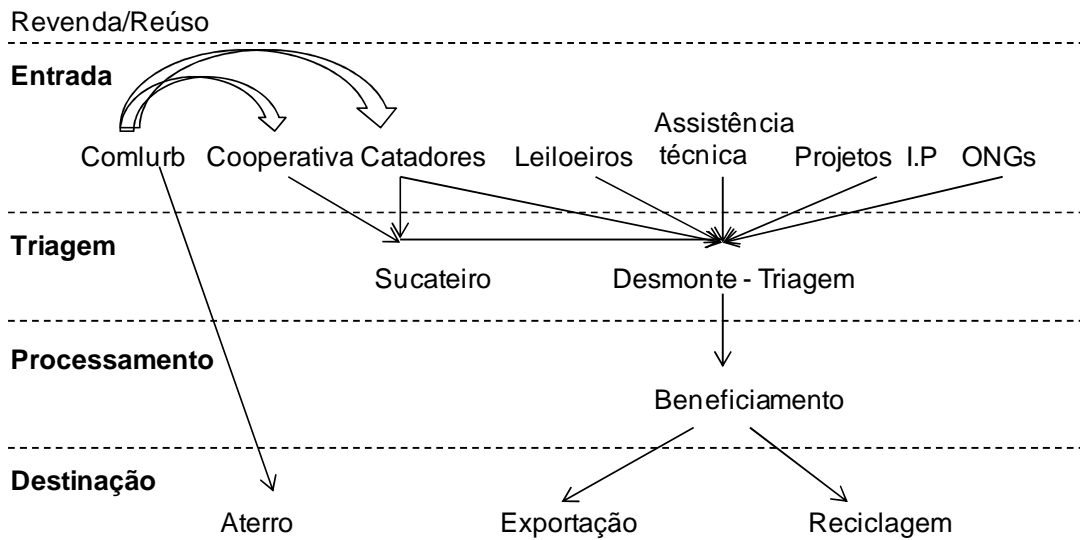 Revenda/Reúso
Entrada
Assistência
Comlurb Cooperativa Catadores Leiloeiros técnica Projetos I.P ONGs
Triagem
Sucateiro Desmonte - Triagem
Processamento
Beneficiamento
Destinação
Aterro Exportação Reciclagem